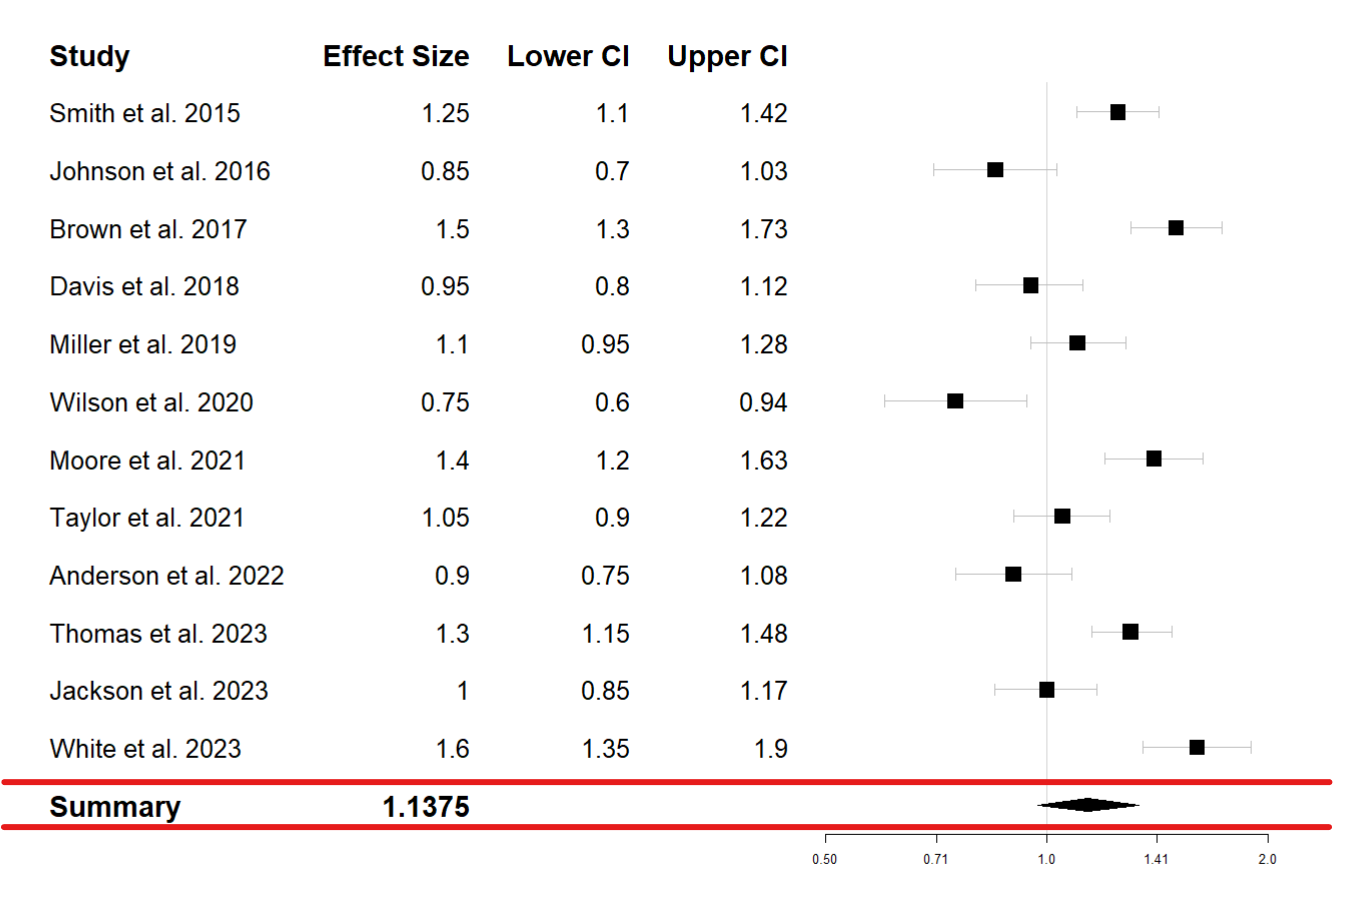 Study Effect Size Lower CI Upper CI
Smith et al. 2015 1.25 1.1 1.42
Johnson et al. 2016 0.85 0.7 1.03
Brown et al. 2017 1.5 1.3 1.73
Davis et al. 2018 0.95 0.8 1.12
Miller et al. 2019 1.1 0.95 1.28
Wilson et al. 2020 0.75 0.6 0.94
Moore et al. 2021 1.4 1.2 1.63
Taylor et al. 2021 1.05 0.9 1.22
Anderson et al. 2022 0.9 0.75 1.08
Thomas et al. 2023 1.3 1.15 1.48
Jackson et al. 2023 1 0.85 1.17
White et al. 2023 1.6 1.35 1.9
Summary 1.1375
0.50 0.71 1.0 1.41 2.0